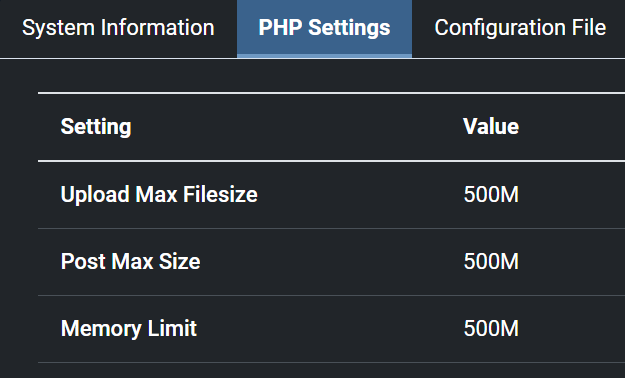 System Information PHP Settings Configuration File
Setting Value
Upload Max Filesize 500M
Post Max Size 500M
Memory Limit 500M